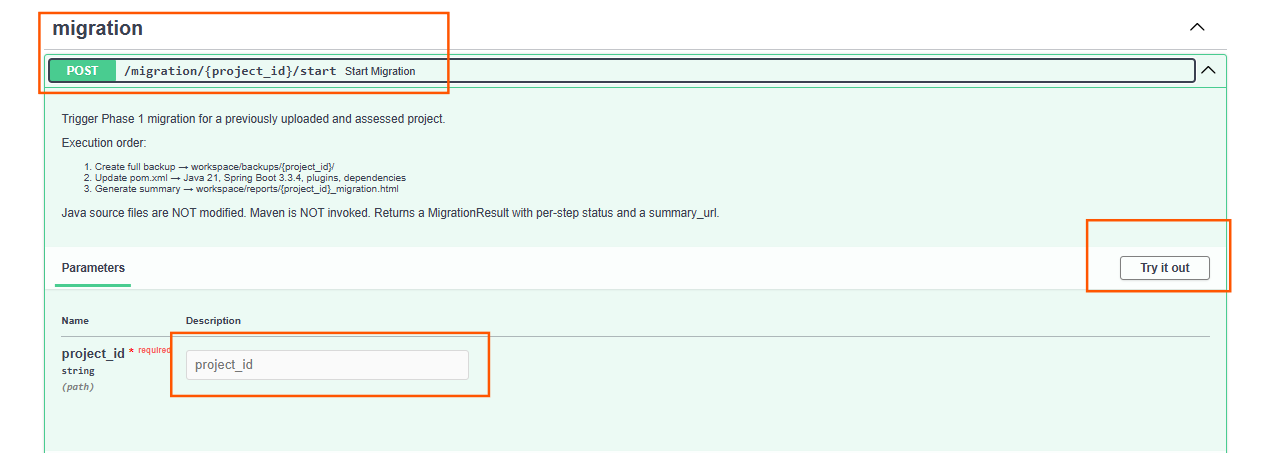 migration
POST /migration/{project_id}/start Start Migration
Trigger Phase 1 migration for a previously uploaded and assessed project.
Execution order:
1. Create full backup → workspace/backups/{project_id}/
2. Update pom.xml → Java 21, Spring Boot 3.3.4, plugins, dependencies
3. Generate summary → workspace/reports/{project_id}_migration.html
Java source files are NOT modified. Maven is NOT invoked. Returns a MigrationResult with per-step status and a summary_url.
Parameters Try it out
Name Description
project_id * required project_id
string
(path)